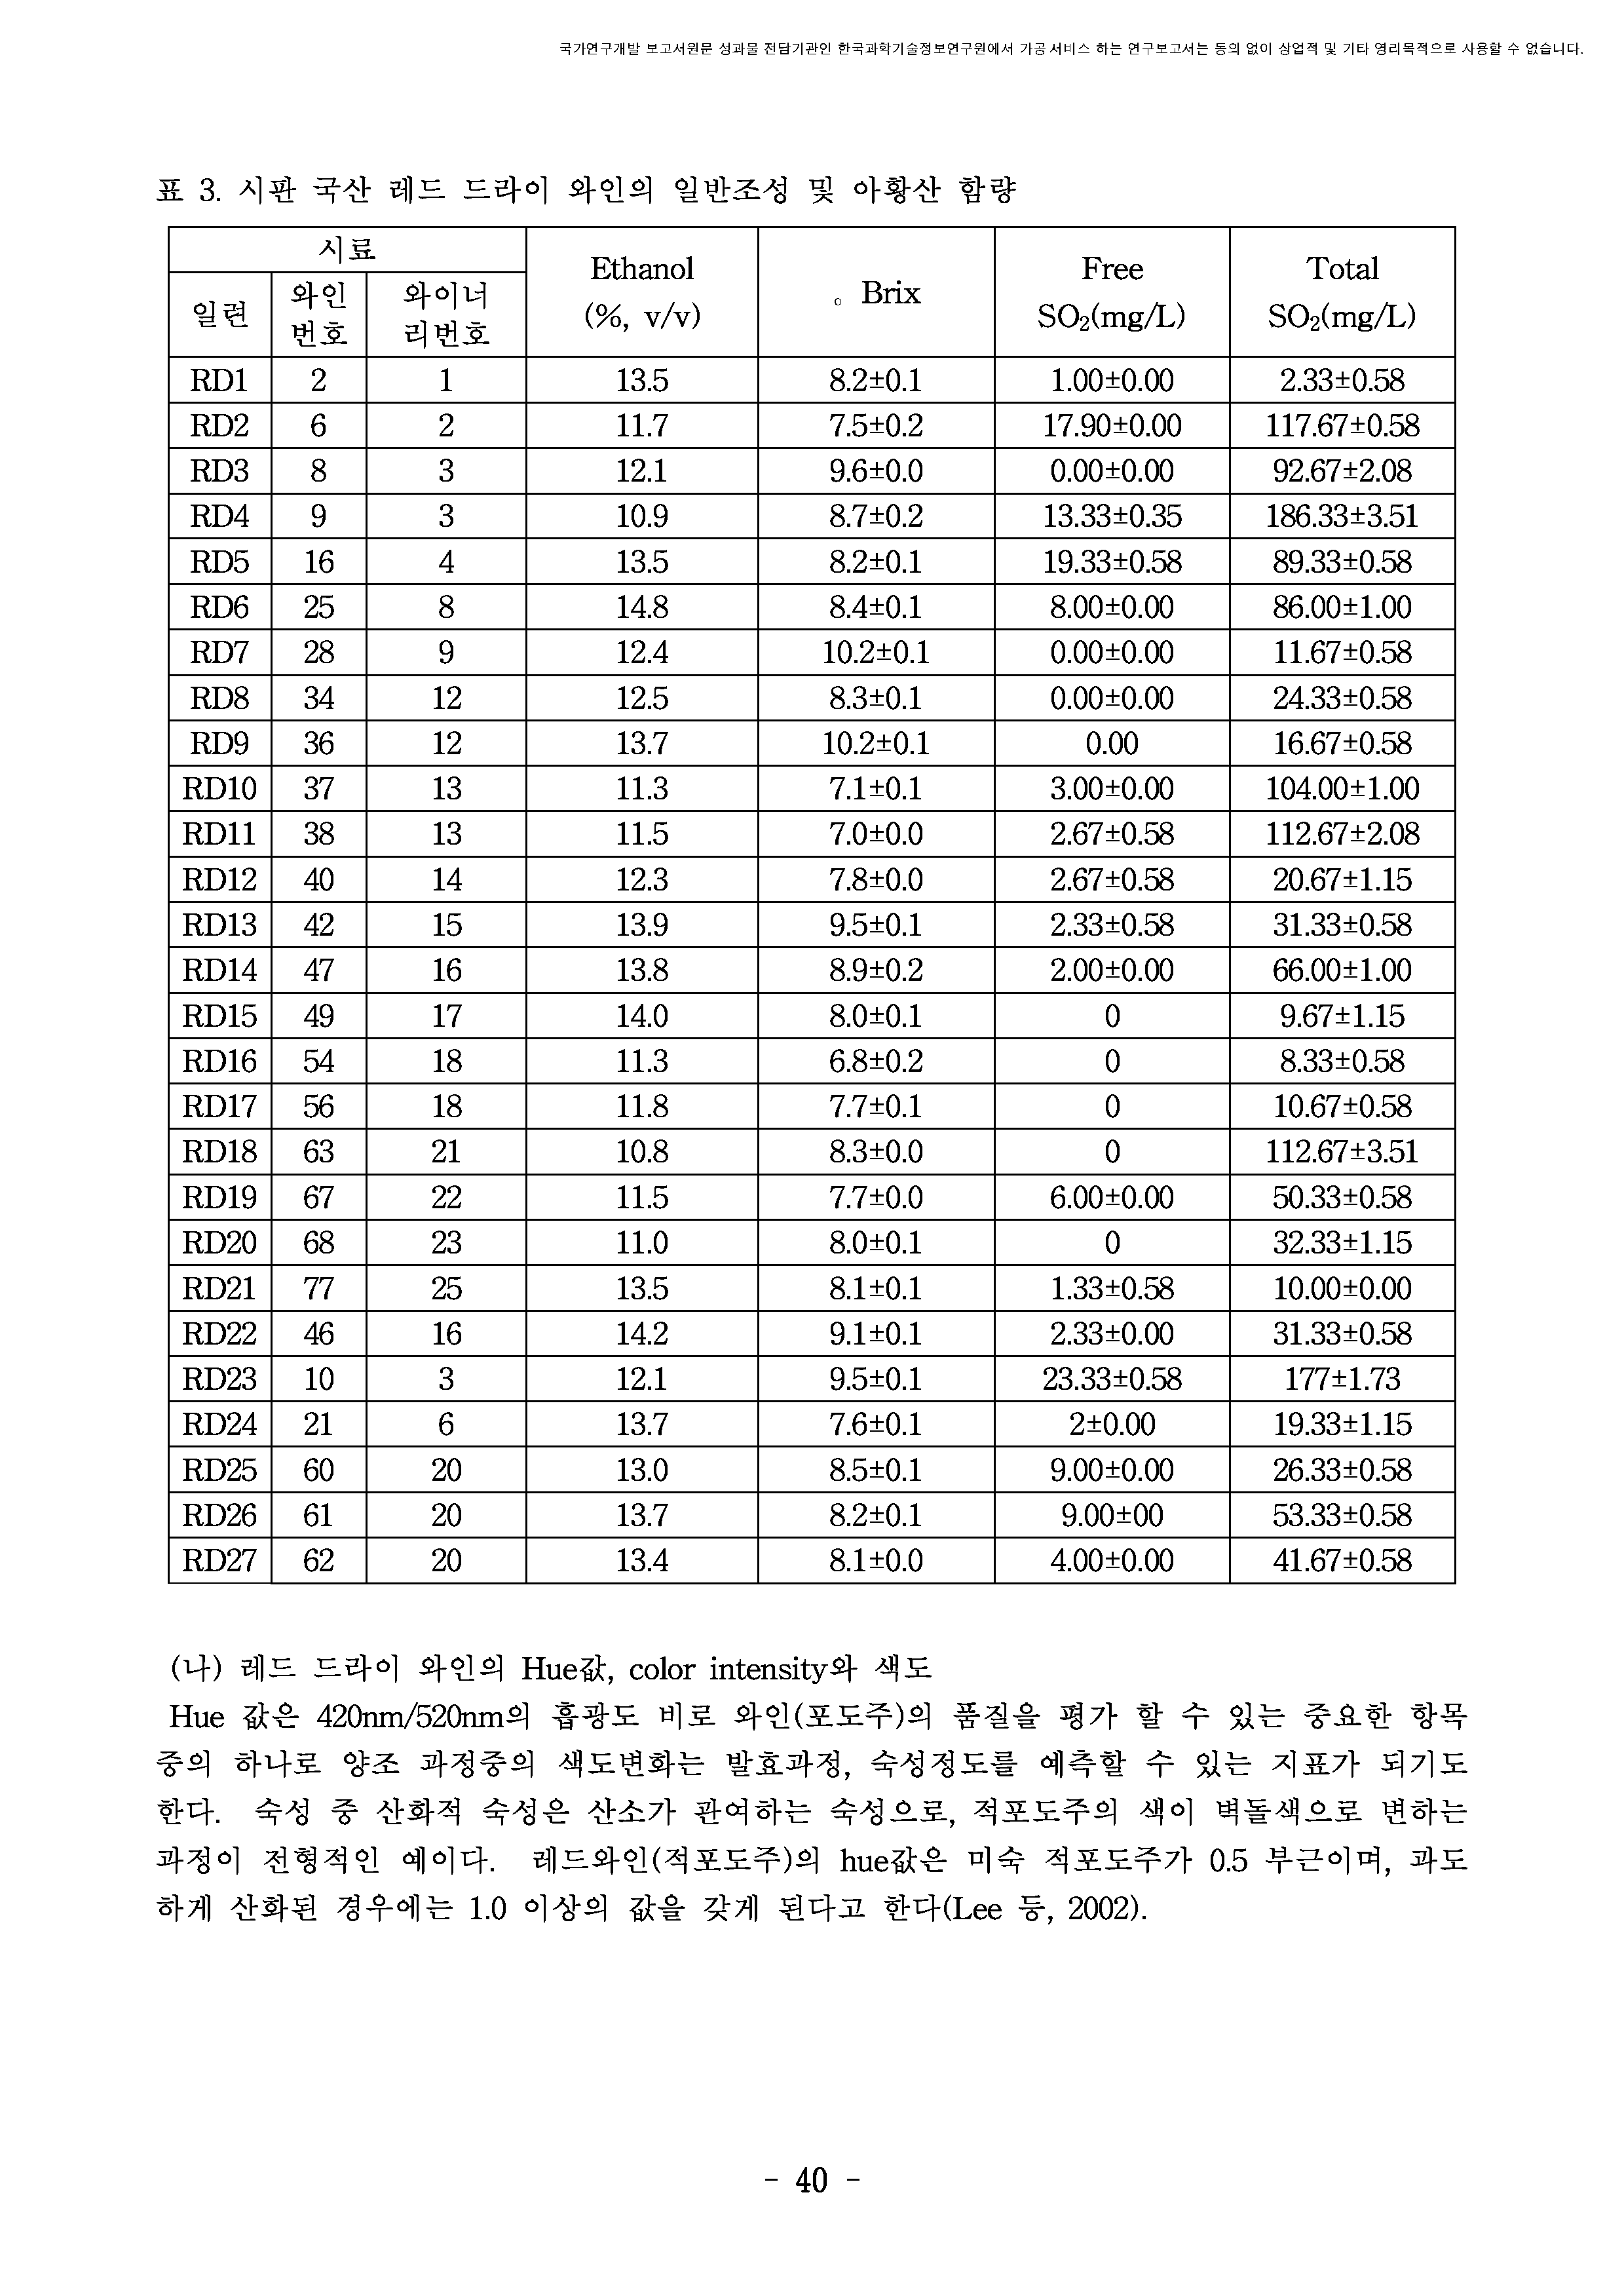 국가연구개발 보고서원문 성과물 전담기관인 한국과학기술정보연구원에서 가공·서비스 하는 연구보고서는 동의 없이 상업적 및 기타 영리목적으로 사용할 수 없습니다.
표 3. 시판 국산 레드 드라이 와인의 일반조성 및 아황산 함량
시료 Ethanol (%, v/v) 。Brix Free SO₂(mg/L) Total SO₂(mg/L)
일련 와인번호 와이너리번호
RD1 2 1 13.5 8.2±0.1 1.00±0.00 2.33±0.58
RD2 6 2 11.7 7.5±0.2 17.90±0.00 117.67±0.58
RD3 8 3 12.1 9.6±0.0 0.00±0.00 92.67±2.08
RD4 9 3 10.9 8.7±0.2 13.33±0.35 186.33±3.51
RD5 16 4 13.5 8.2±0.1 19.33±0.58 89.33±0.58
RD6 25 8 14.8 8.4±0.1 8.00±0.00 86.00±1.00
RD7 28 9 12.4 10.2±0.1 0.00±0.00 11.67±0.58
RD8 34 12 12.5 8.3±0.1 0.00±0.00 24.33±0.58
RD9 36 12 13.7 10.2±0.1 0.00 16.67±0.58
RD10 37 13 11.3 7.1±0.1 3.00±0.00 104.00±1.00
RD11 38 13 11.5 7.0±0.0 2.67±0.58 112.67±2.08
RD12 40 14 12.3 7.8±0.0 2.67±0.58 20.67±1.15
RD13 42 15 13.9 9.5±0.1 2.33±0.58 31.33±0.58
RD14 47 16 13.8 8.9±0.2 2.00±0.00 66.00±1.00
RD15 49 17 14.0 8.0±0.1 0 9.67±1.15
RD16 54 18 11.3 6.8±0.2 0 8.33±0.58
RD17 56 18 11.8 7.7±0.1 0 10.67±0.58
RD18 63 21 10.8 8.3±0.0 0 112.67±3.51
RD19 67 22 11.5 7.7±0.0 6.00±0.00 50.33±0.58
RD20 68 23 11.0 8.0±0.1 0 32.33±1.15
RD21 77 25 13.5 8.1±0.1 1.33±0.58 10.00±0.00
RD22 46 16 14.2 9.1±0.1 2.33±0.00 31.33±0.58
RD23 10 3 12.1 9.5±0.1 23.33±0.58 177±1.73
RD24 21 6 13.7 7.6±0.1 2±0.00 19.33±1.15
RD25 60 20 13.0 8.5±0.1 9.00±0.00 26.33±0.58
RD26 61 20 13.7 8.2±0.1 9.00±00 53.33±0.58
RD27 62 20 13.4 8.1±0.0 4.00±0.00 41.67±0.58
(나) 레드 드라이 와인의 Hue값, color intensity와 색도
Hue 값은 420nm/520nm의 흡광도 비로 와인(포도주)의 품질을 평가 할 수 있는 중요한 항목
중의 하나로 양조 과정중의 색도변화는 발효과정, 숙성정도를 예측할 수 있는 지표가 되기도
한다. 숙성 중 산화적 숙성은 산소가 관여하는 숙성으로, 적포도주의 색이 벽돌색으로 변하는
과정이 전형적인 예이다. 레드와인(적포도주)의 hue값은 미숙 적포도주가 0.5 부근이며, 과도
하게 산화된 경우에는 1.0 이상의 값을 갖게 된다고 한다(Lee 등, 2002).
- 40 -